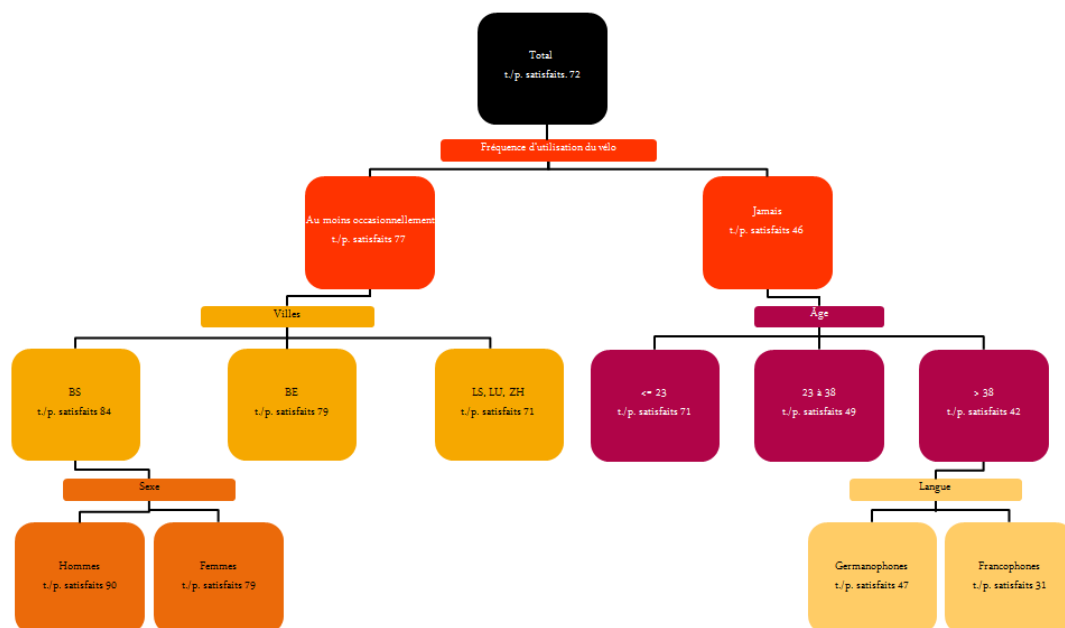 Total
t./p. satisfaits. 72
Fréquence d'utilisation du vélo
Au moins occasionnellement
t./p. satisfaits 77
Jamais
t./p. satisfaits 46
Villes
Âge
BS
t./p. satisfaits 84
BE
t./p. satisfaits 79
LS, LU, ZH
t./p. satisfaits 71
<= 23
t./p. satisfaits 71
23 à 38
t./p. satisfaits 49
> 38
t./p. satisfaits 42
Sexe
Langue
Hommes
t./p. satisfaits 90
Femmes
t./p. satisfaits 79
Germanophones
t./p. satisfaits 47
Francophones
t./p. satisfaits 31